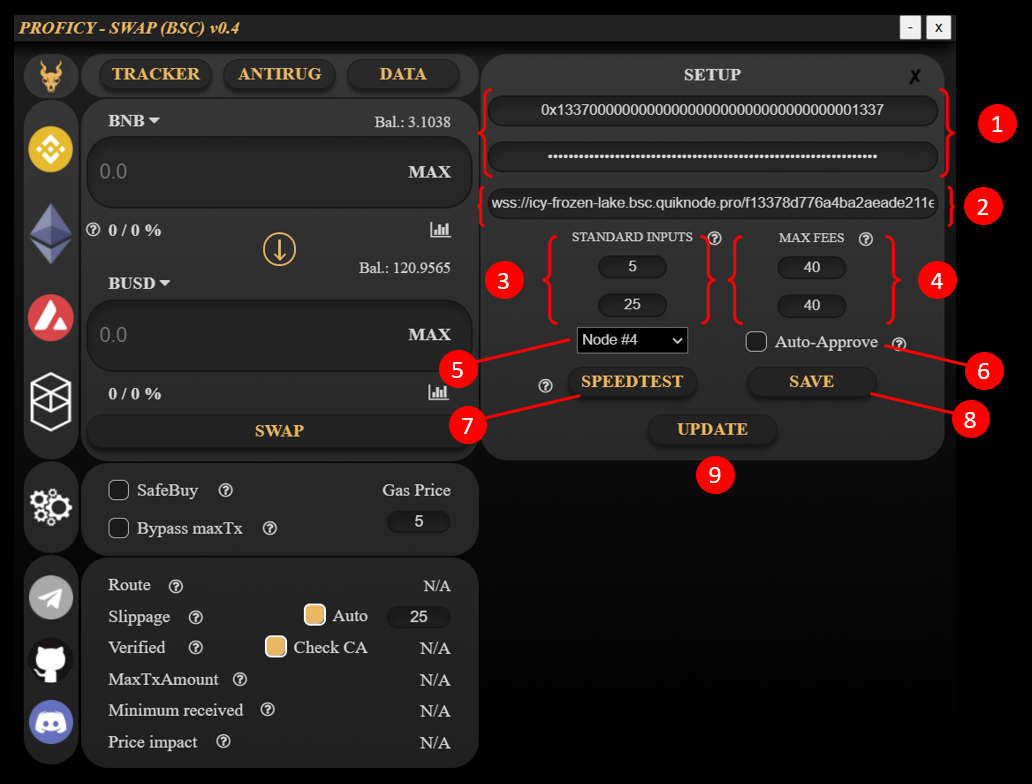 PROFICY - SWAP (BSC) v0.4
- x
TRACKER ANTIRUG DATA
BNB Bal.: 3.1038
0.0 MAX
? 0 / 0 %
Bal.: 120.9565
BUSD
0.0 MAX
0 / 0 %
SWAP
SafeBuy ? Gas Price
Bypass maxTx ? 5
Route ? N/A
Slippage ? Auto 25
Verified ? Check CA N/A
MaxTxAmount ? N/A
Minimum received ? N/A
Price impact ? N/A
SETUP X
1
2
wss://icy-frozen-lake.bsc.quiknode.pro/f13378d776a4ba2aeade211e
STANDARD INPUTS ? MAX FEES ?
3 5 40 4
25 40
Node #4 Auto-Approve ?
5 6
? SPEEDTEST SAVE
7 8
UPDATE
9